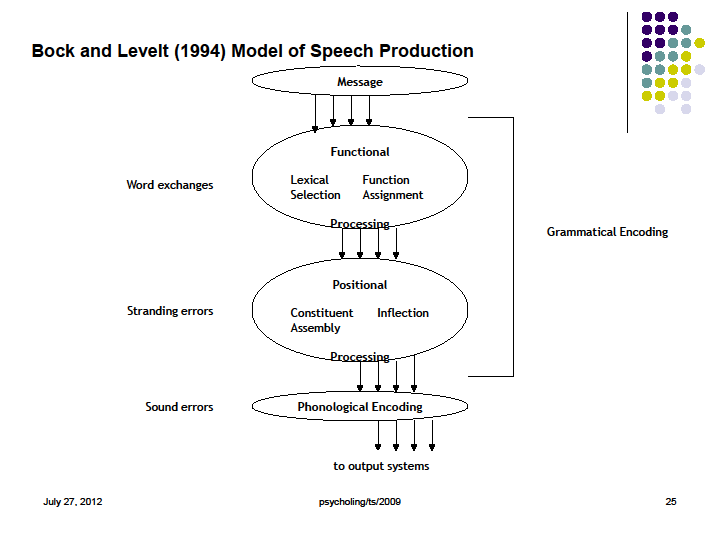 Bock and Levelt (1994) Model of Speech Production
Message
Functional
Lexical Function
Selection Assignment
Word exchanges
Processing
Grammatical Encoding
Positional
Constituent Inflection
Assembly
Stranding errors
Processing
Sound errors
Phonological Encoding
to output systems
July 27, 2012
psycholing/ts/2009
25